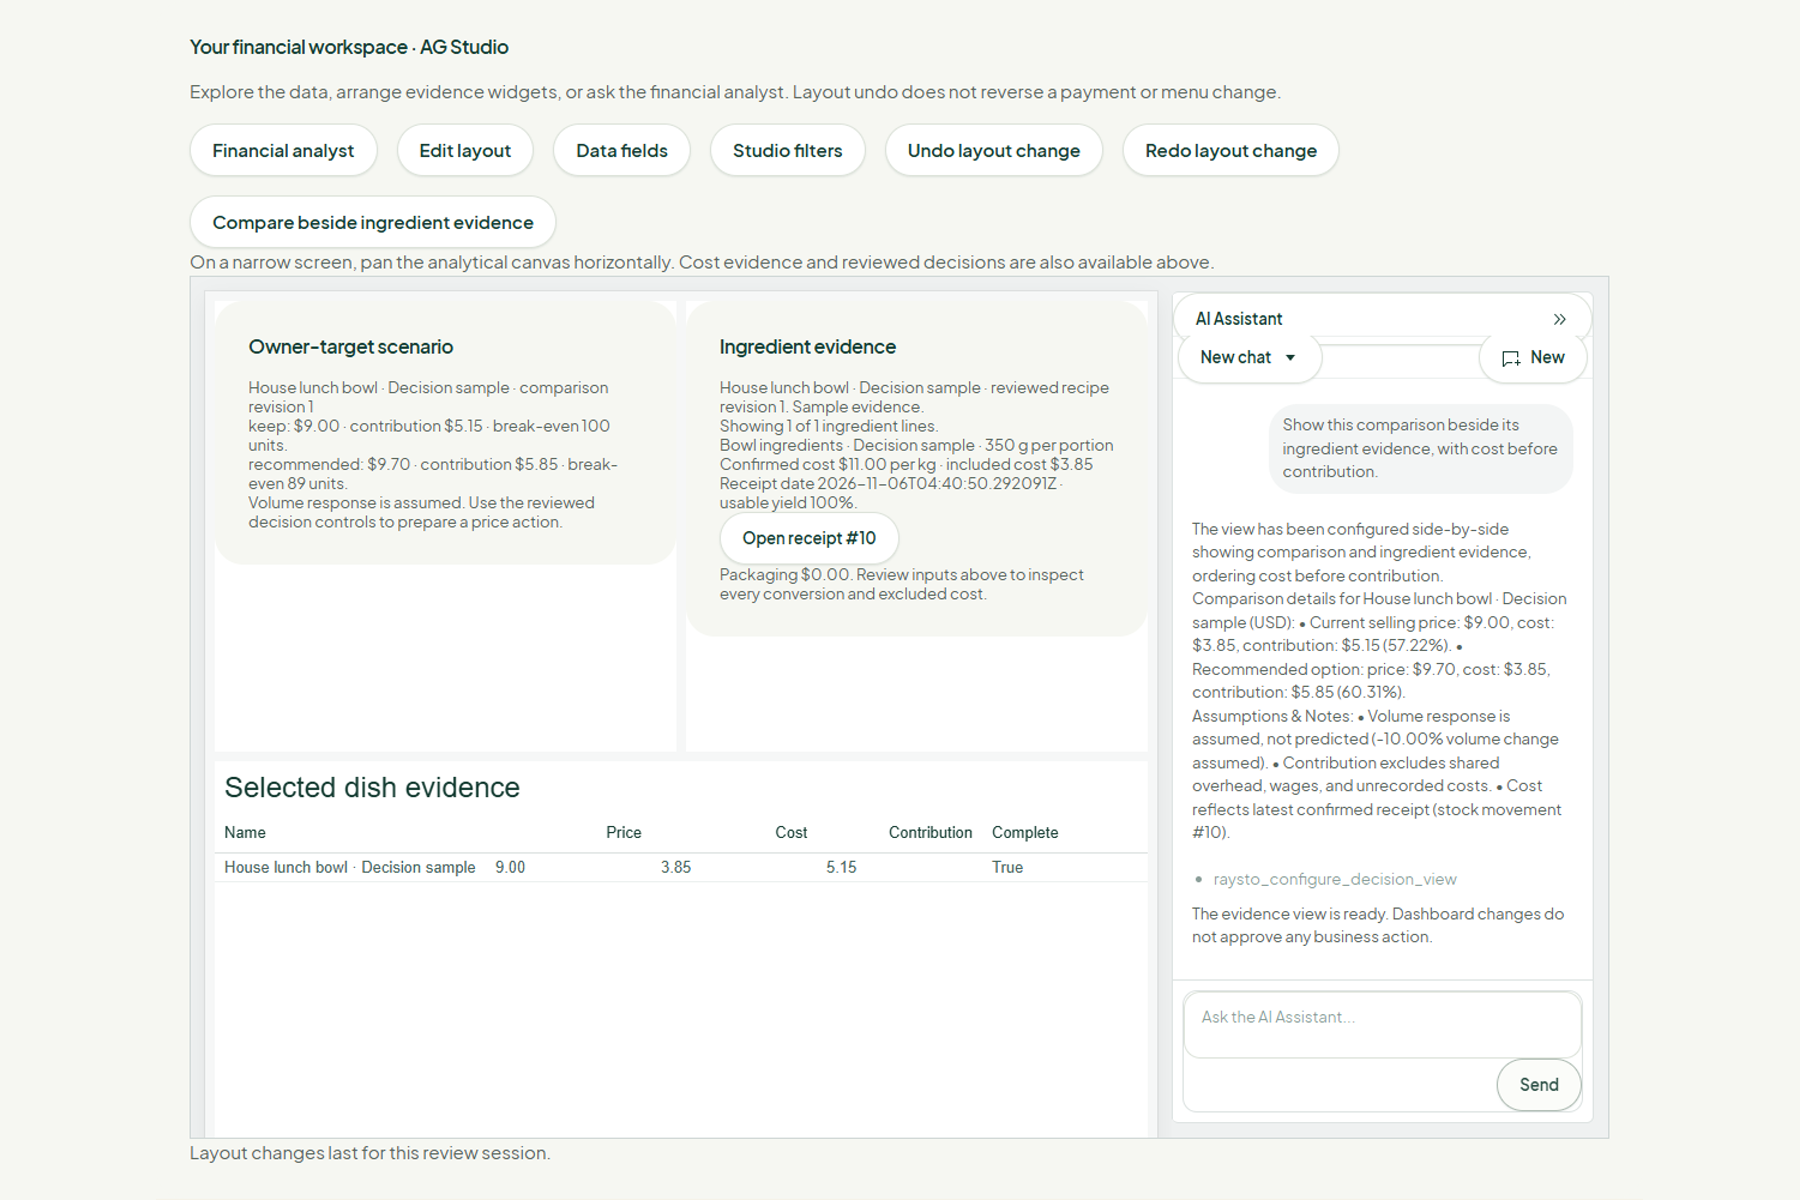 Your financial workspace · AG Studio
Explore the data, arrange evidence widgets, or ask the financial analyst. Layout undo does not reverse a payment or menu change.
Financial analyst
Edit layout
Data fields
Studio filters
Undo layout change
Redo layout change
Compare beside ingredient evidence
On a narrow screen, pan the analytical canvas horizontally. Cost evidence and reviewed decisions are also available above.
Owner-target scenario
House lunch bowl · Decision sample · comparison
revision 1
keep: $9.00 · contribution $5.15 · break-even 100
units.
recommended: $9.70 · contribution $5.85 · break-
even 89 units.
Volume response is assumed. Use the reviewed
decision controls to prepare a price action.
Ingredient evidence
House lunch bowl · Decision sample · reviewed recipe
revision 1. Sample evidence.
Showing 1 of 1 ingredient lines.
Bowl ingredients · Decision sample · 350 g per portion
Confirmed cost $11.00 per kg · included cost $3.85
Receipt date 2026-11-06T04:40:50.292091Z ·
usable yield 100%.
Open receipt #10
Packaging $0.00. Review inputs above to inspect
every conversion and excluded cost.
Selected dish evidence
Name Price Cost Contribution Complete
House lunch bowl · Decision sample 9.00 3.85 5.15 True
AI Assistant
New chat
New
Show this comparison beside its
ingredient evidence, with cost before
contribution.
The view has been configured side-by-side
showing comparison and ingredient evidence,
ordering cost before contribution.
Comparison details for House lunch bowl · Decision
sample (USD): • Current selling price: $9.00, cost:
$3.85, contribution: $5.15 (57.22%). •
Recommended option: price: $9.70, cost: $3.85,
contribution: $5.85 (60.31%).
Assumptions & Notes: • Volume response is
assumed, not predicted (-10.00% volume change
assumed). • Contribution excludes shared
overhead, wages, and unrecorded costs. • Cost
reflects latest confirmed receipt (stock movement
#10).
• raysto_configure_decision_view
The evidence view is ready. Dashboard changes do
not approve any business action.
Ask the AI Assistant...
Send
Layout changes last for this review session.